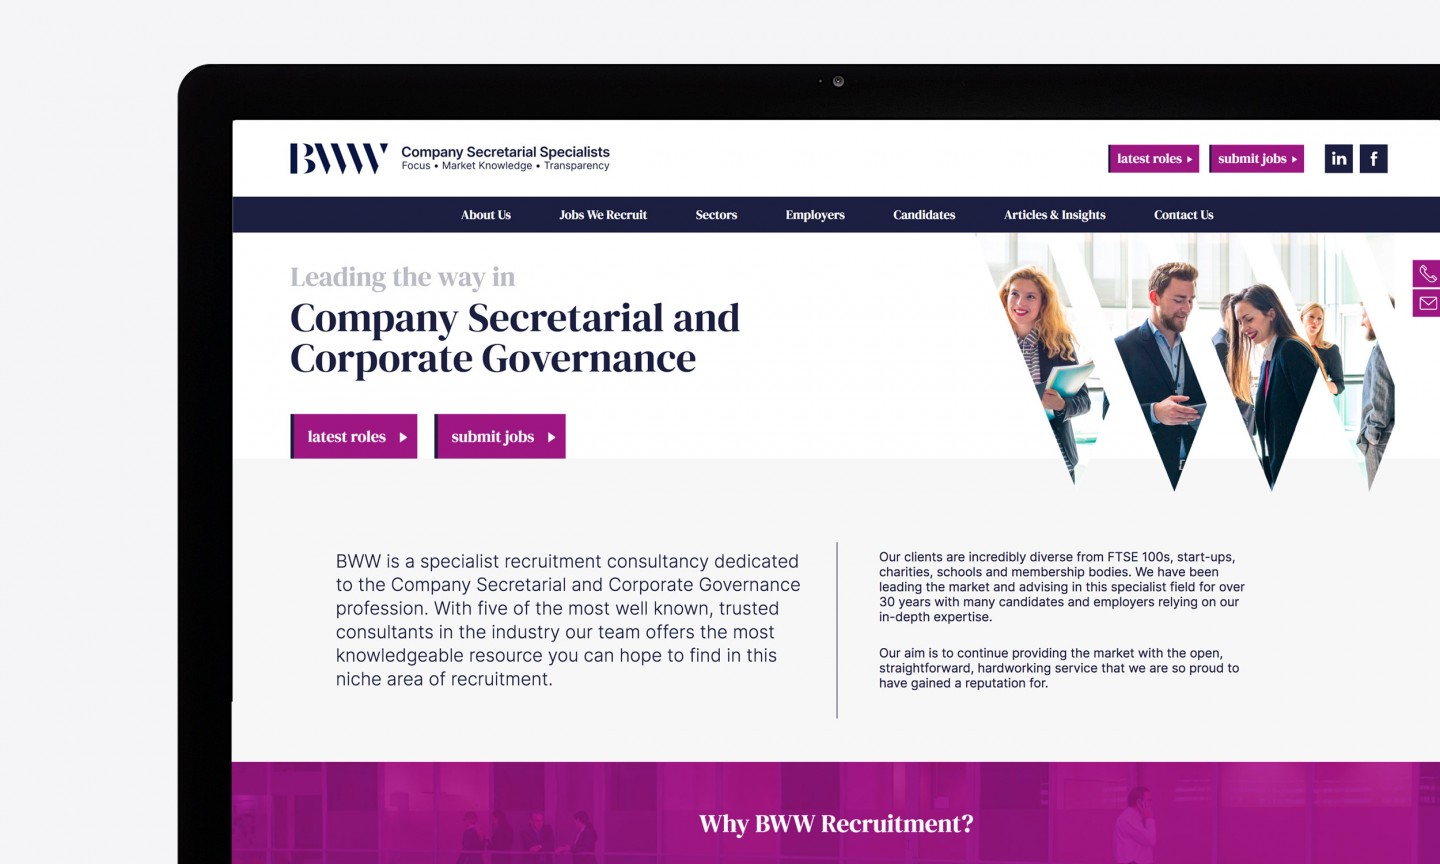 BWW
Company Secretarial Specialists
Focus • Market Knowledge • Transparency
latest roles
submit jobs
in
f
About Us
Jobs We Recruit
Sectors
Employers
Candidates
Articles & Insights
Contact Us
Leading the way in
Company Secretarial and
Corporate Governance
latest roles
submit jobs
BWW is a specialist recruitment consultancy dedicated
to the Company Secretarial and Corporate Governance
profession. With five of the most well known, trusted
consultants in the industry our team offers the most
knowledgeable resource you can hope to find in this
niche area of recruitment.
Our clients are incredibly diverse from FTSE 100s, start-ups,
charities, schools and membership bodies. We have been
leading the market and advising in this specialist field for over
30 years with many candidates and employers relying on our
in-depth expertise.
Our aim is to continue providing the market with the open,
straightforward, hardworking service that we are so proud to
have gained a reputation for.
Why BWW Recruitment?